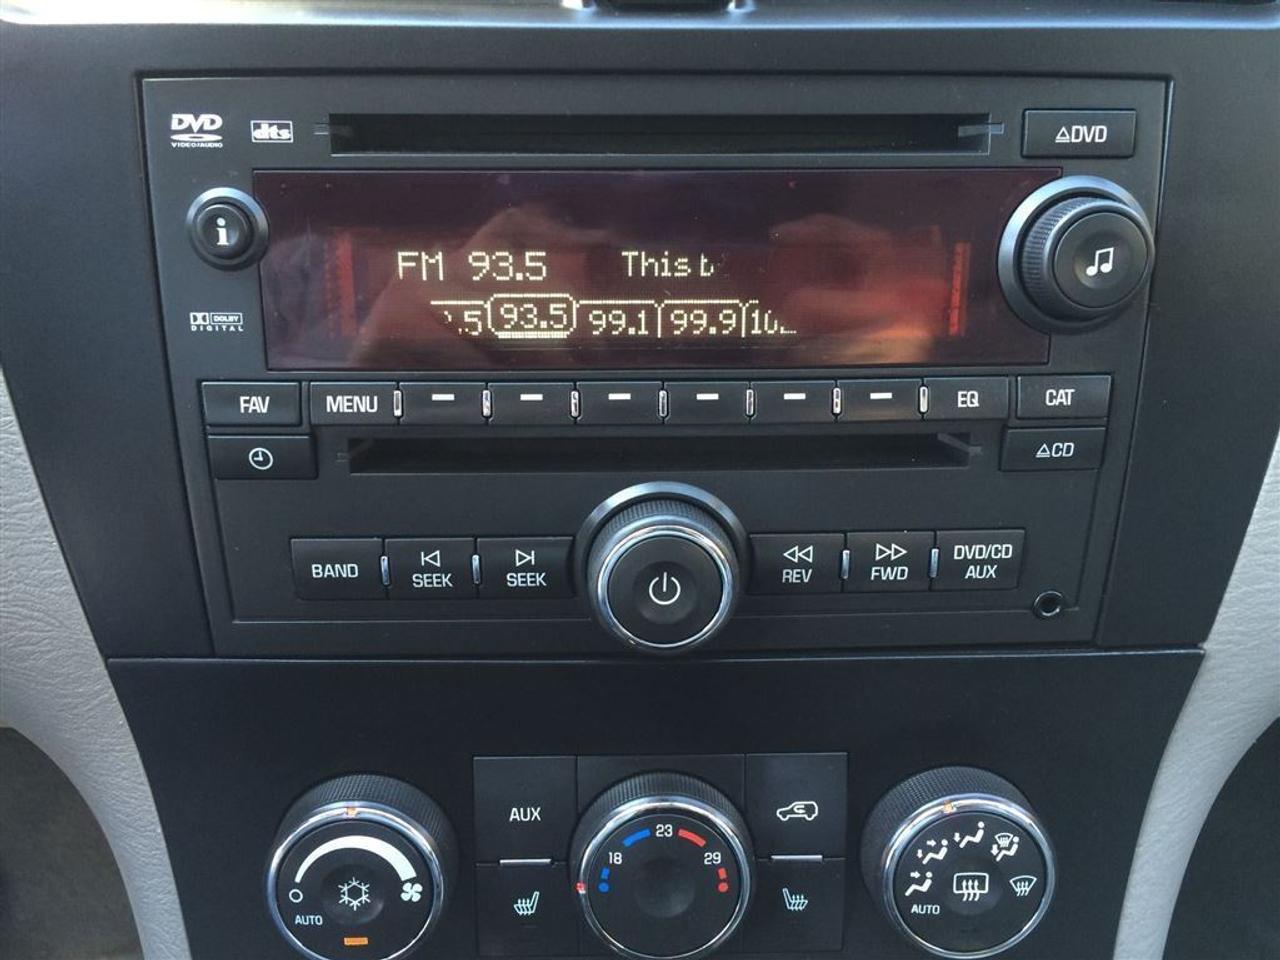 DVD
VIDEO/AUDIO
dts
DVD
i
FM 93.5 This b
.5 93.5 99.1 99.9
DOLBY
DIGITAL
FAV
MENU
EQ
CAT
CD
BAND
SEEK
SEEK
REV
FWD
DVD/CD
AUX
AUX
18 23 29
AUTO
AUTO